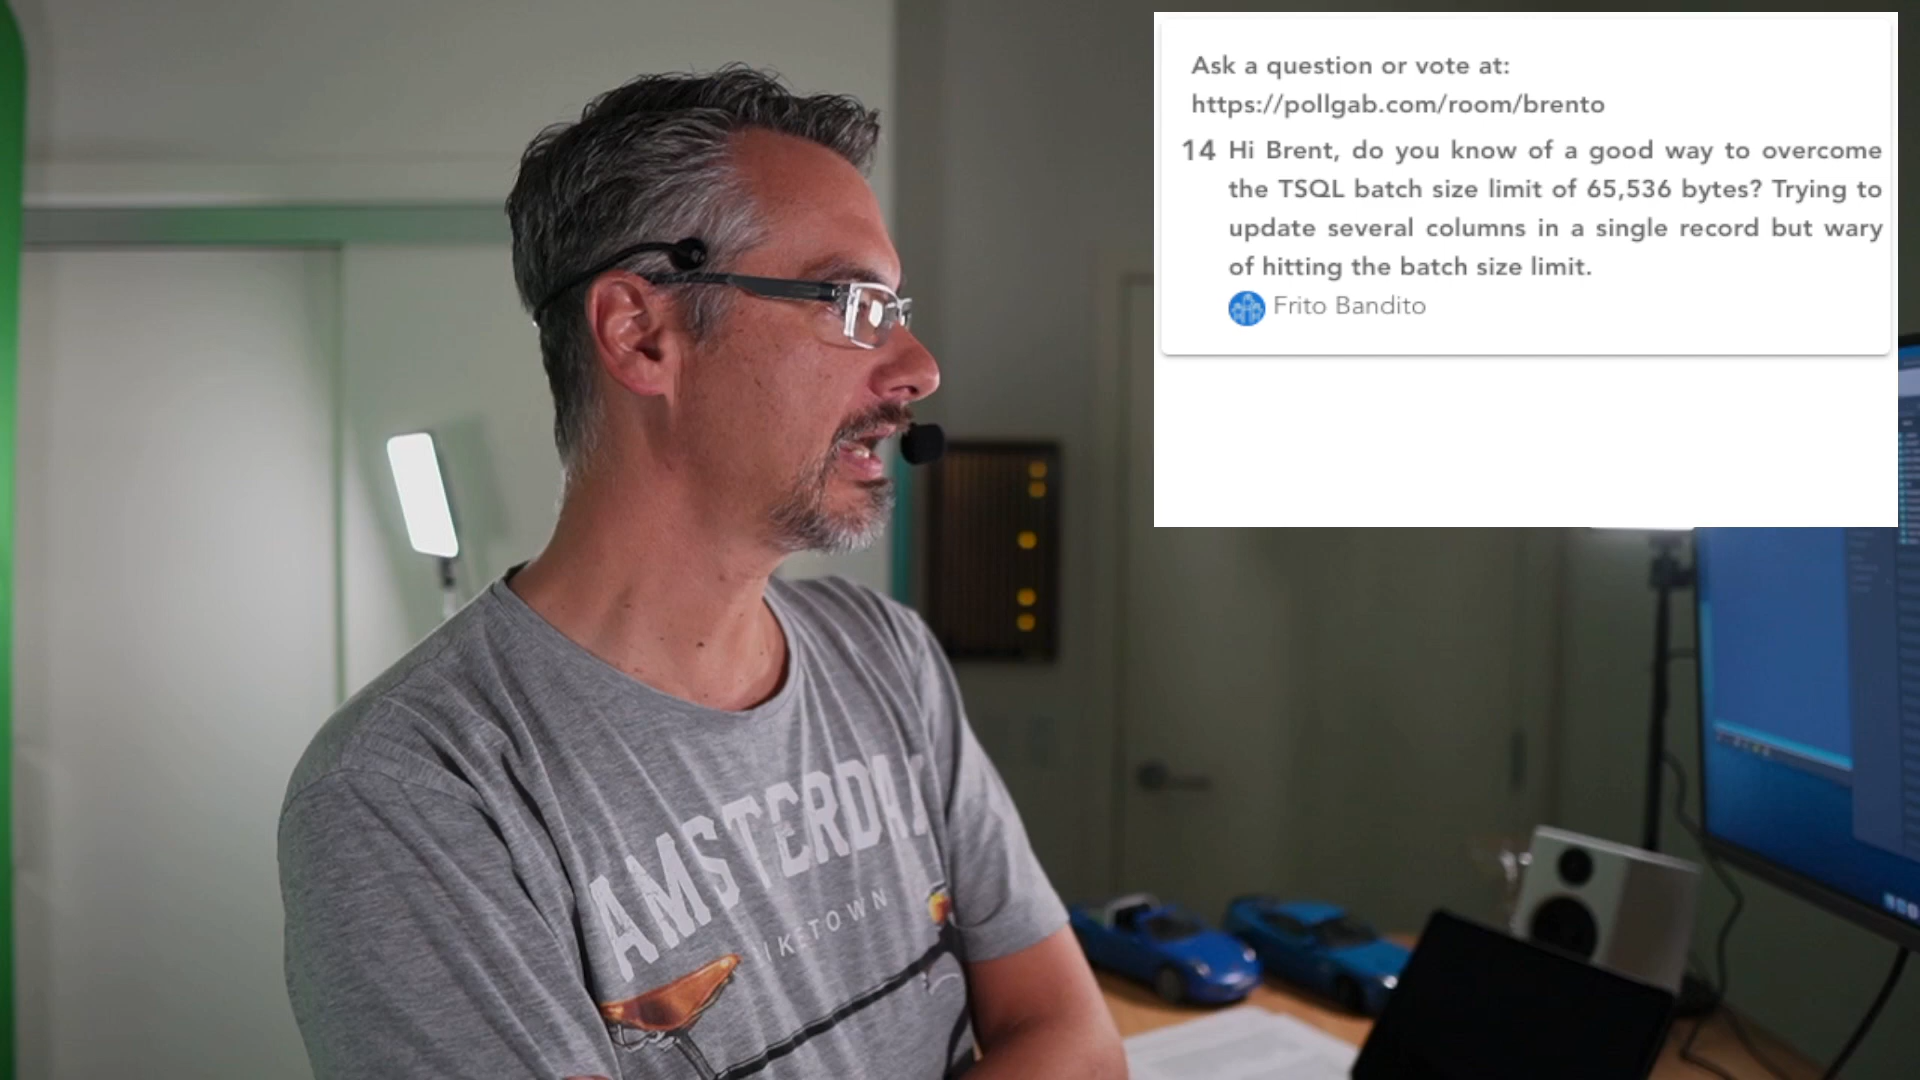 Ask a question or vote at:
https://pollgab.com/room/brento
14 Hi Brent, do you know of a good way to overcome
the TSQL batch size limit of 65,536 bytes? Trying to
update several columns in a single record but wary
of hitting the batch size limit.
Frito Bandito
AMSTERDA